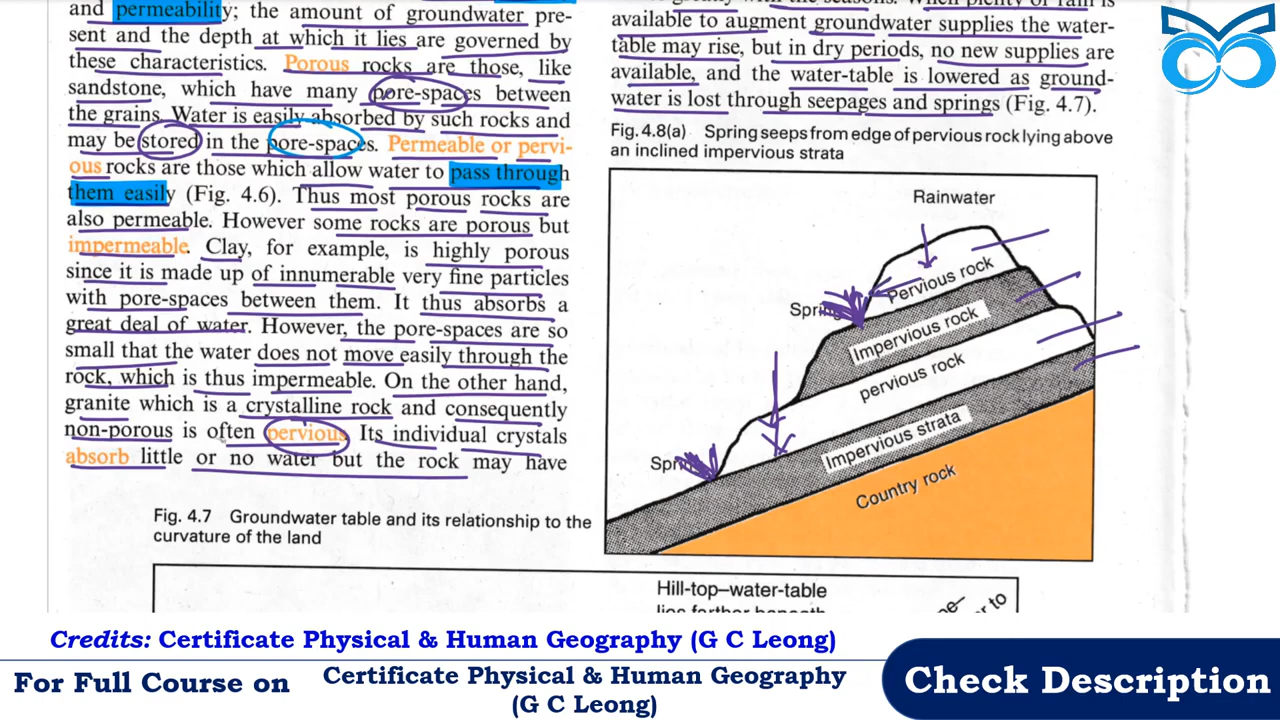 and permeability; the amount of groundwater pre-
sent and the depth at which it lies are governed by
these characteristics. Porous rocks are those, like
sandstone, which have many pore-spaces between
the grains. Water is easily absorbed by such rocks and
may be stored in the pore-spaces. Permeable or pervi-
ous rocks are those which allow water to pass through
them easily (Fig. 4.6). Thus most porous rocks are
also permeable. However some rocks are porous but
impermeable. Clay, for example, is highly porous
since it is made up of innumerable very fine particles
with pore-spaces between them. It thus absorbs a
great deal of water. However, the pore-spaces are so
small that the water does not move easily through the
rock, which is thus impermeable. On the other hand,
granite which is a crystalline rock and consequently
non-porous is often pervious. Its individual crystals
absorb little or no water but the rock may have
Fig. 4.7 Groundwater table and its relationship to the
curvature of the land
available to augment groundwater supplies the water-
table may rise, but in dry periods, no new supplies are
available, and the water-table is lowered as ground-
water is lost through seepages and springs (Fig. 4.7).
Fig. 4.8(a) Spring seeps from edge of pervious rock lying above
an inclined impervious strata
Rainwater
Pervious rock
Spring
Impervious rock
pervious rock
Impervious strata
Country rock
Hill-top–water-table
Credits: Certificate Physical & Human Geography (G C Leong)
For Full Course on
Certificate Physical & Human Geography
(G C Leong)
Check Description